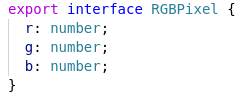 export interface RGBPixel {
  r: number;
  g: number;
  b: number;
}